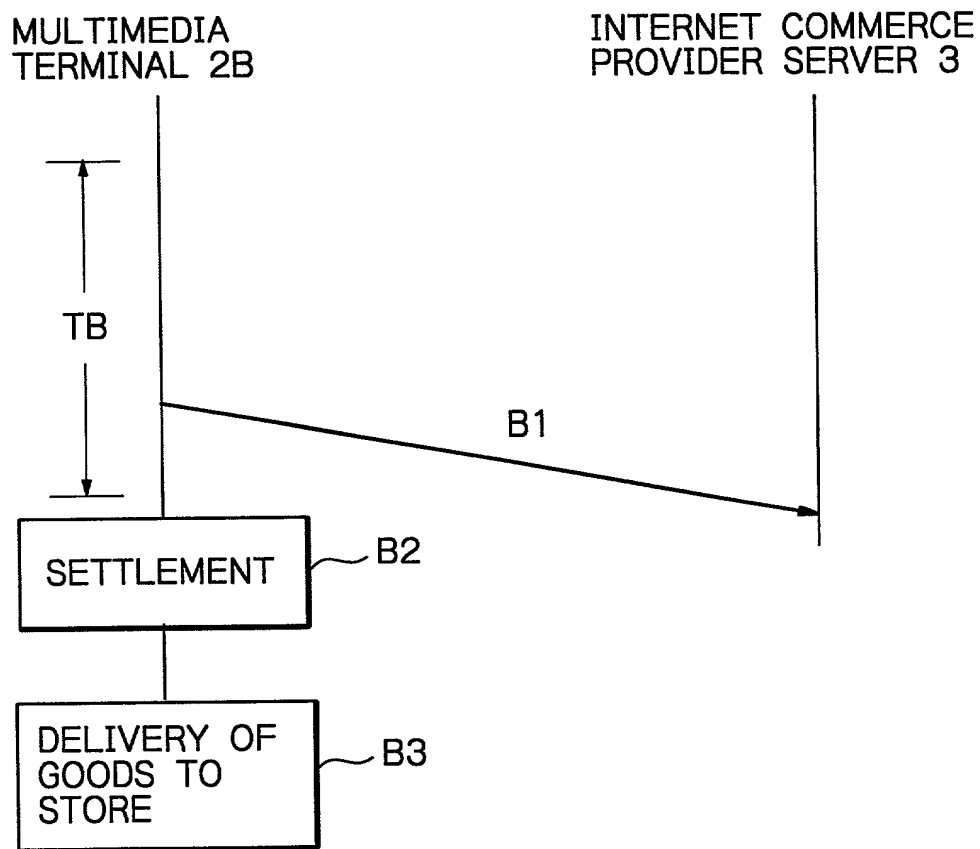 MULTIMEDIA
TERMINAL 2B
INTERNET COMMERCE
PROVIDER SERVER 3
TB
B1
SETTLEMENT
B2
DELIVERY OF
GOODS TO
STORE
B3